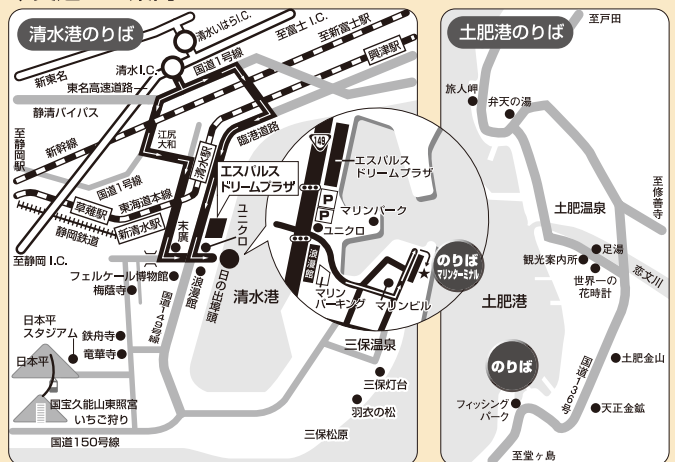 清水港のりば
清水いはらI.C.
至富士I.C.
至新富士駅
新東名
清水I.C.
国道1号線
興津駅
東名高速道路
静清バイパス
至静岡駅
新幹線
江尻大和
臨港道路
清水駅
国道1号線
東海道本線
草薙駅
静岡鉄道
新清水駅
至静岡I.C.
末廣
エスパルス
ドリームプラザ
ユニクロ
フェルケール博物館
梅蔭寺
国道149号線
浪漫館
日の出埠頭
清水港
日本平
スタジアム
鉄舟寺
竜華寺
日本平
国宝久能山東照宮
いちご狩り
国道150号線
149
エスパルス
ドリームプラザ
P
P
マリンパーク
ユニクロ
浪漫館
マリン
パーキング
マリンビル
のりば
マリンターミナル
三保温泉
三保灯台
羽衣の松
三保松原
土肥港のりば
至戸田
旅人岬
弁天の湯
至修善寺
土肥温泉
足湯
観光案内所
世界一の
花時計
恋文川
土肥港
のりば
土肥金山
国道136号
フィッシング
パーク
天正金鉱
至堂ヶ島